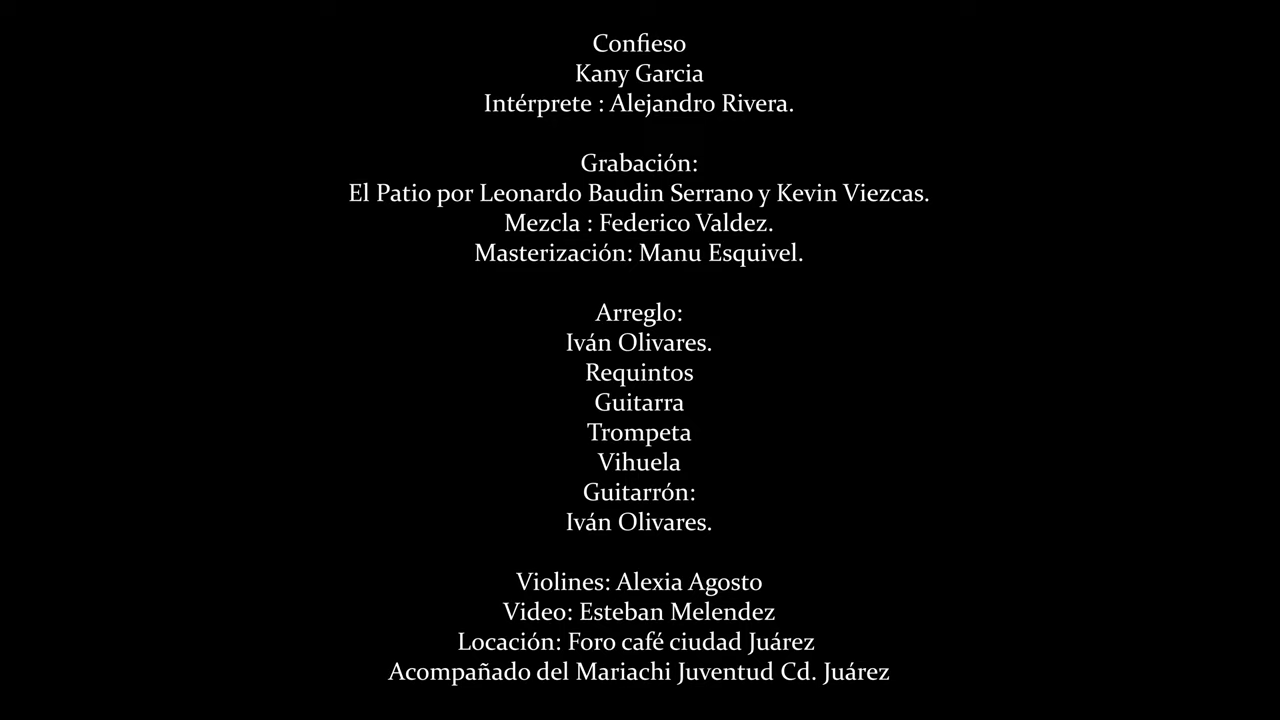 Confieso
Kany Garcia
Intérprete : Alejandro Rivera.
Grabación:
El Patio por Leonardo Baudin Serrano y Kevin Viezcas.
Mezcla : Federico Valdez.
Masterización: Manu Esquivel.
Arreglo:
Iván Olivares.
Requintos
Guitarra
Trompeta
Vihuela
Guitarrón:
Iván Olivares.
Violines: Alexia Agosto
Video: Esteban Melendez
Locación: Foro café ciudad Juárez
Acompañado del Mariachi Juventud Cd. Juárez